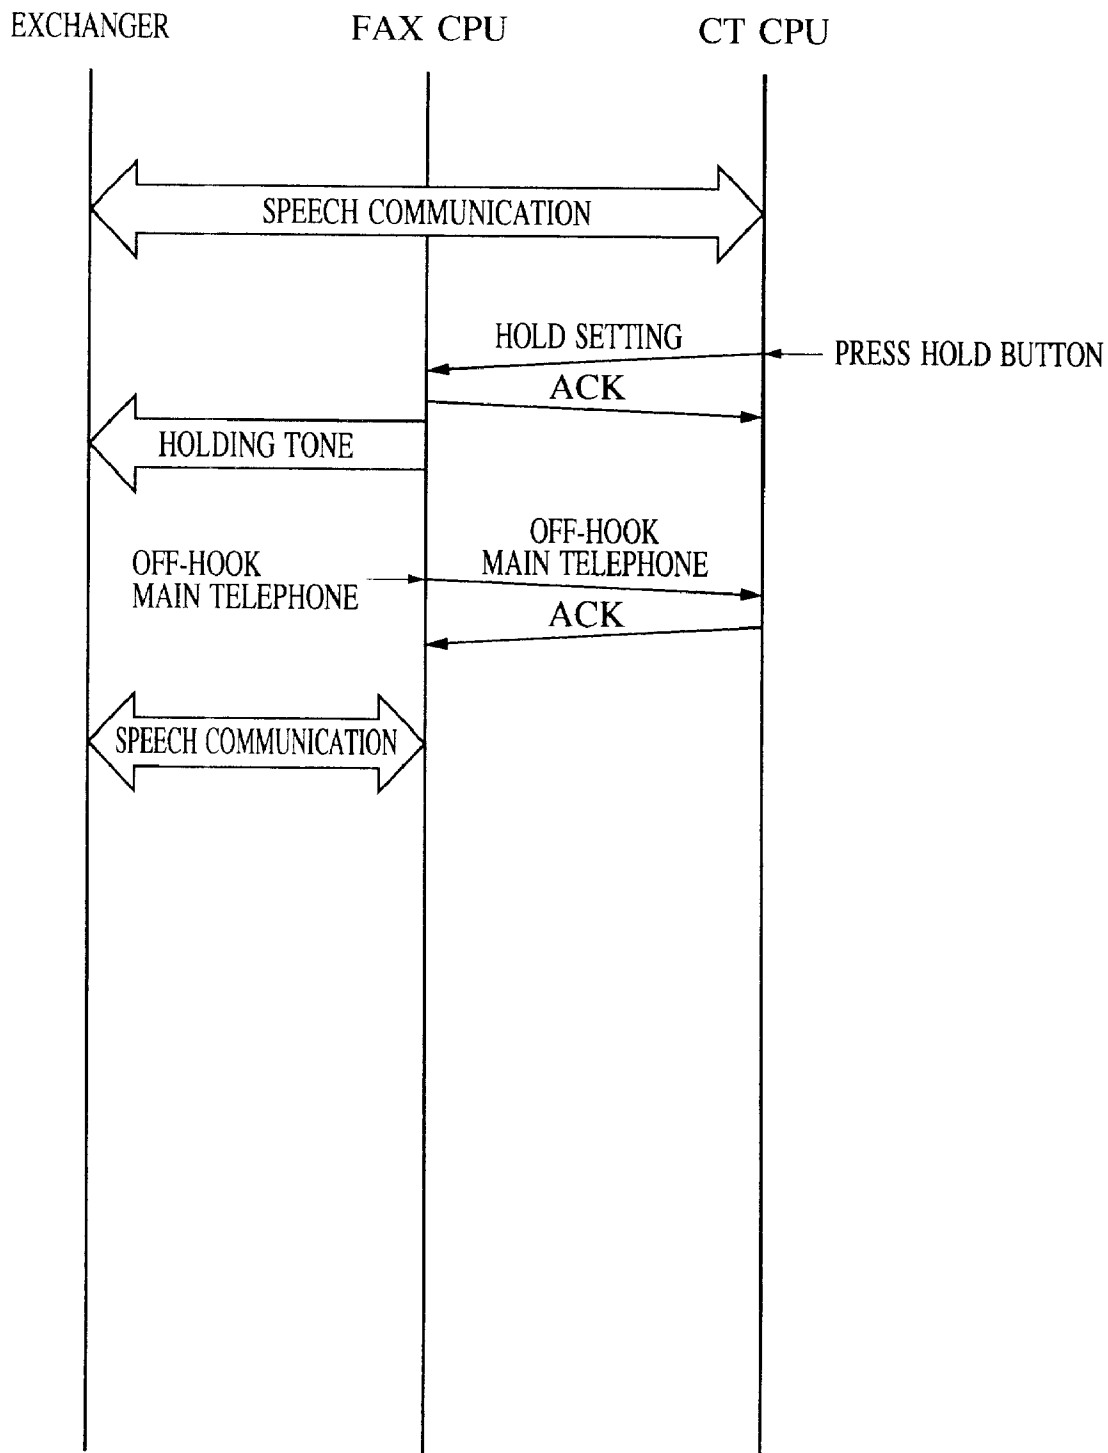 EXCHANGER
FAX CPU
CT CPU
SPEECH COMMUNICATION
HOLD SETTING
PRESS HOLD BUTTON
ACK
HOLDING TONE
OFF-HOOK
MAIN TELEPHONE
OFF-HOOK
MAIN TELEPHONE
ACK
SPEECH COMMUNICATION